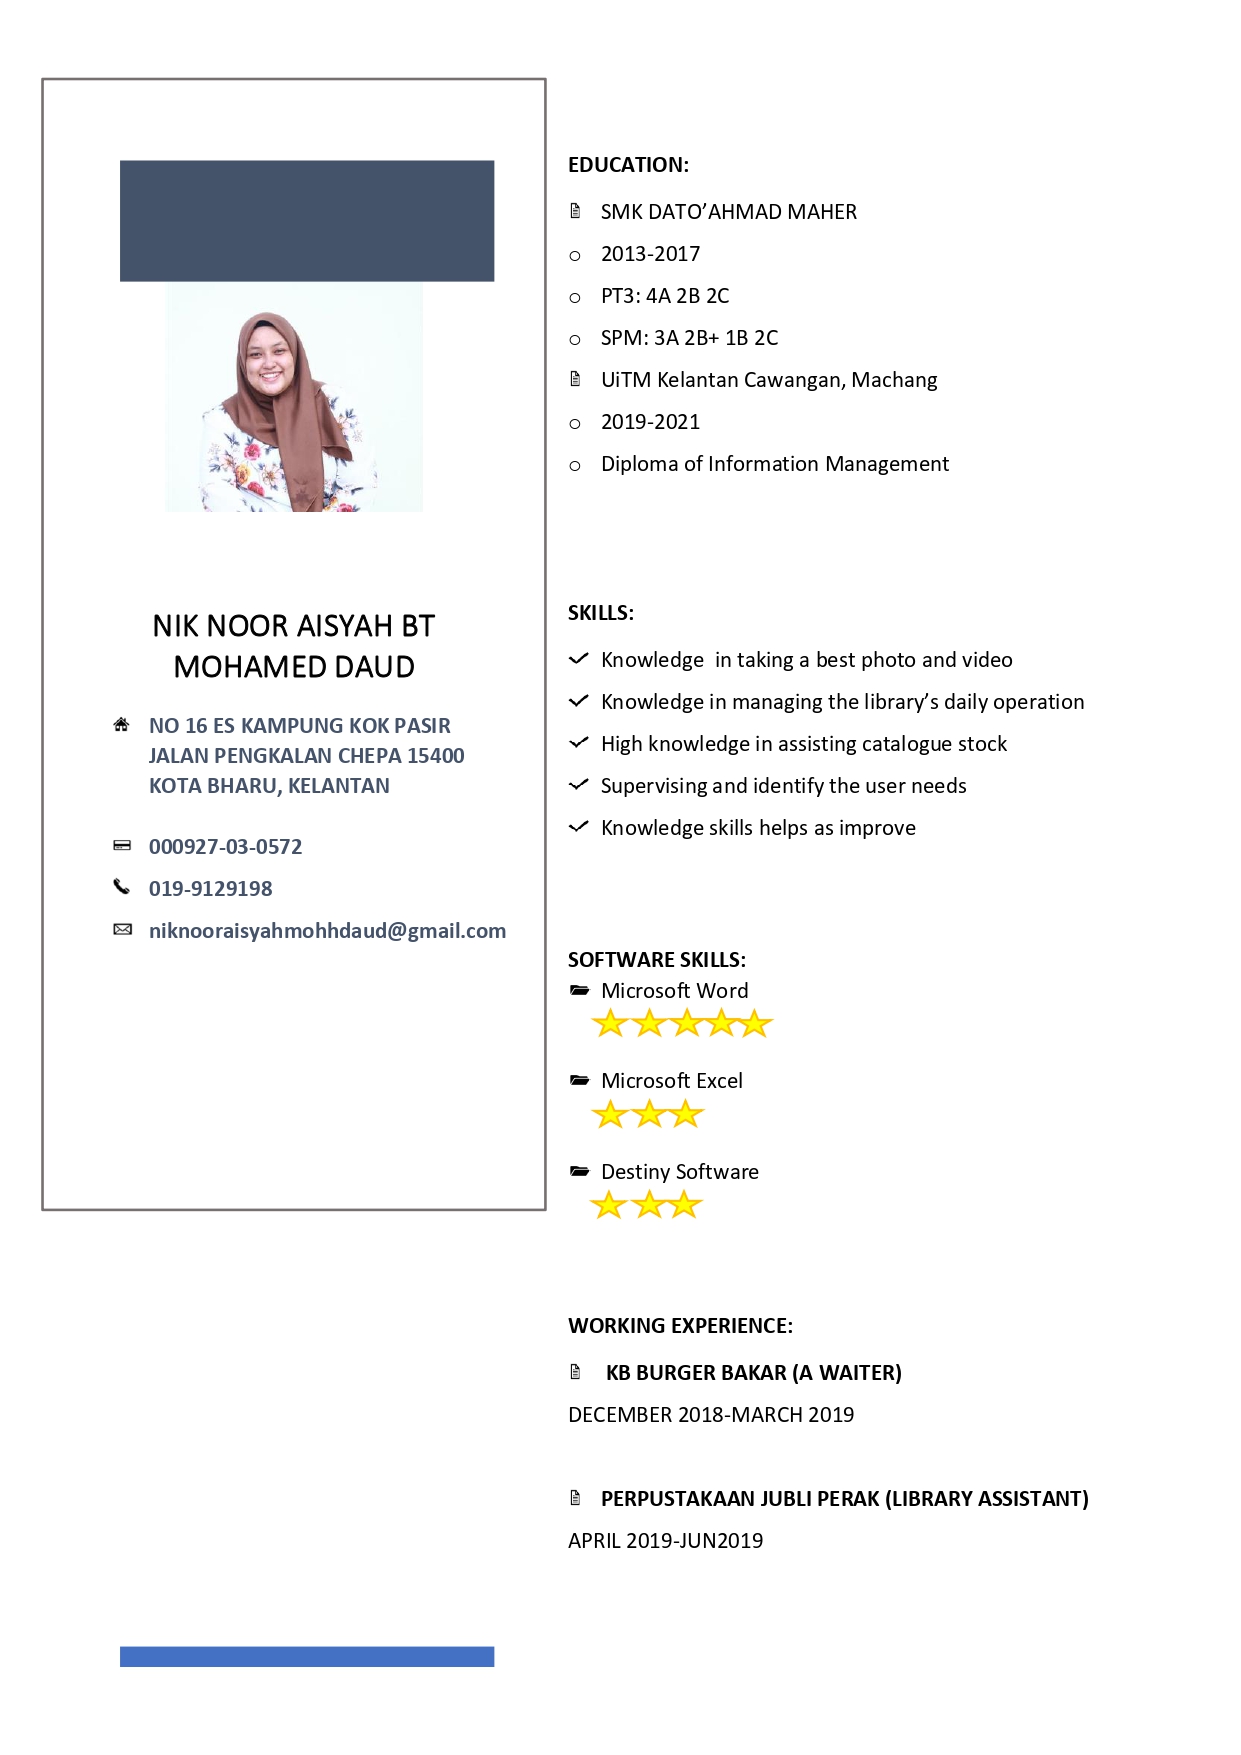 NIK NOOR AISYAH BT
MOHAMED DAUD
NO 16 ES KAMPUNG KOK PASIR
JALAN PENGKALAN CHEPA 15400
KOTA BHARU, KELANTAN
000927-03-0572
019-9129198
niknooraisyahmohhdaud@gmail.com
EDUCATION:
SMK DATO’AHMAD MAHER
2013-2017
PT3: 4A 2B 2C
SPM: 3A 2B+ 1B 2C
UiTM Kelantan Cawangan, Machang
2019-2021
Diploma of Information Management
SKILLS:
Knowledge  in taking a best photo and video
Knowledge in managing the library’s daily operation
High knowledge in assisting catalogue stock
Supervising and identify the user needs
Knowledge skills helps as improve
SOFTWARE SKILLS:
Microsoft Word
Microsoft Excel
Destiny Software
WORKING EXPERIENCE:
KB BURGER BAKAR (A WAITER)
DECEMBER 2018-MARCH 2019
PERPUSTAKAAN JUBLI PERAK (LIBRARY ASSISTANT)
APRIL 2019-JUN2019